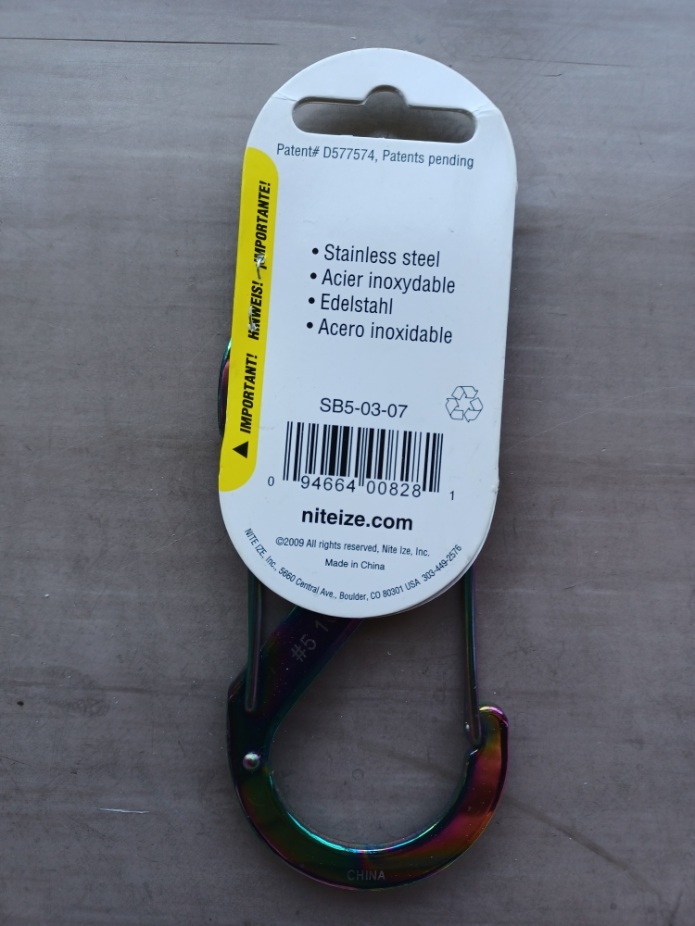 Patent# D577574, Patents pending
IMPORTANT! HINWEIS! ¡IMPORTANTE!
• Stainless steel
• Acier inoxydable
• Edelstahl
• Acero inoxidable
SB5-03-07
0 94664 00828 1
niteize.com
©2009 All rights reserved, Nite Ize, Inc.
Made in China
NITE IZE, Inc., 5660 Central Ave., Boulder, CO 80301 USA 303-449-2576
#5
CHINA